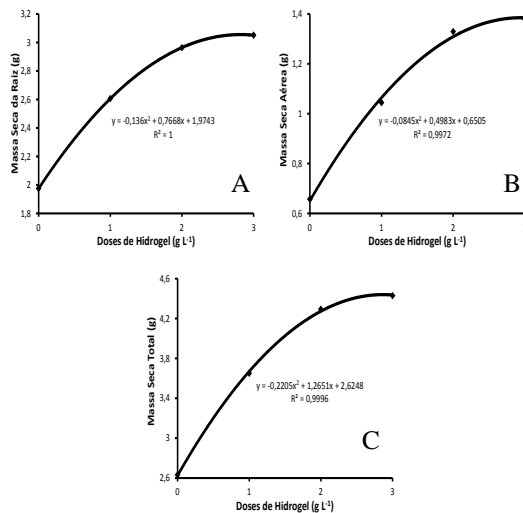 3,2
3
2,8
2,6
2,4
2,2
2
1,8
Massa Seca da Raiz (g)
y = -0,136x² + 0,7668x + 1,9743
R² = 1
A
0 1 2 3
Doses de Hidrogel (g L⁻¹)
1,4
1,2
1
0,8
0,6
Massa Seca Aérea (g)
y = -0,0845x² + 0,4983x + 0,6505
R² = 0,9972
B
0 1 2
Doses de Hidrogel (g L⁻¹)
4,6
4,2
3,8
3,4
3
2,6
Massa Seca Total (g)
y = -0,2205x² + 1,2651x + 2,6248
R² = 0,9996
C
0 1 2 3
Doses de Hidrogel (g L⁻¹)